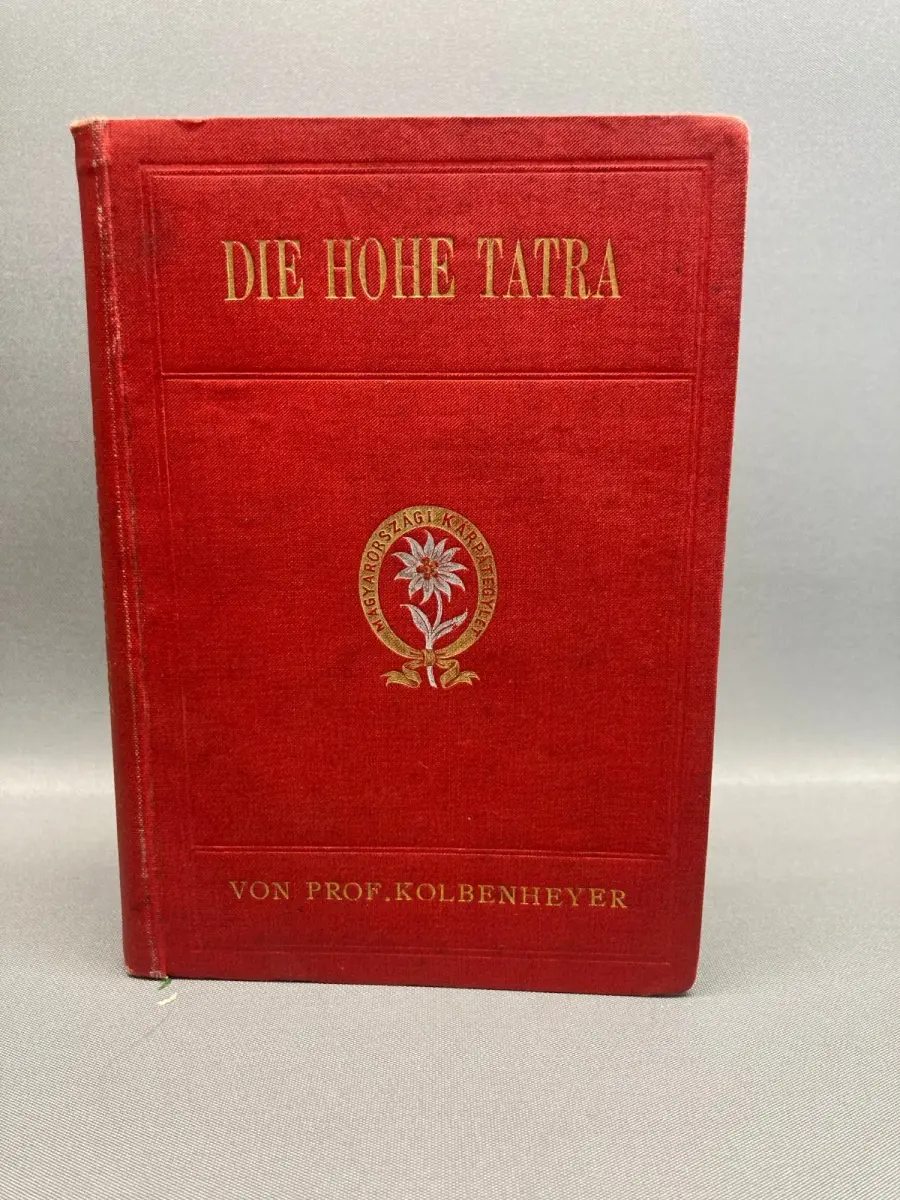 DIE HOHE TATRA
MAGYARORSZÁGI KÁRPÁTEGYLET
VON PROF. KOLBENHEYER